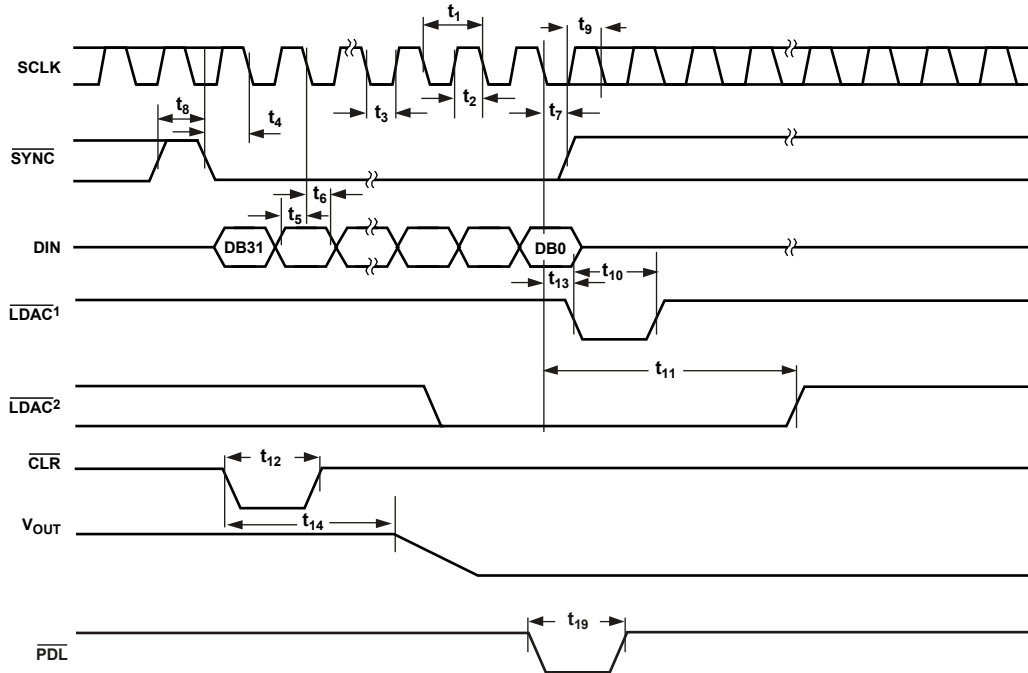 t1
t9
SCLK
t8
t4
t3
t2
t7
SYNC
t6
t5
DIN
DB31
DB0
t13
t10
LDAC1
t11
LDAC2
CLR
t12
VOUT
t14
t19
PDL